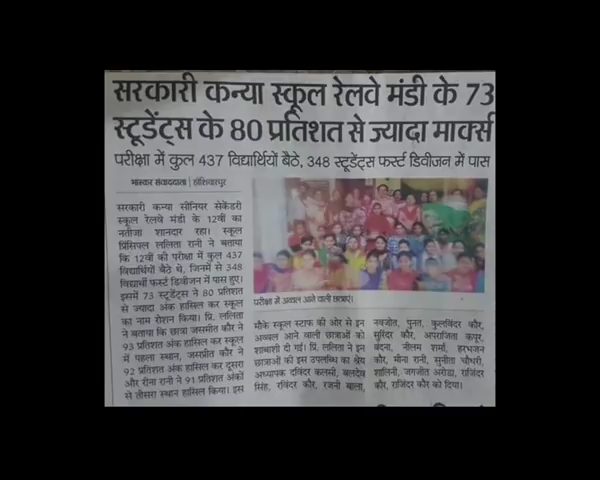 सरकारी कन्या स्कूल रेलवे मंडी के 73
स्टूडेंट्स के 80 प्रतिशत से ज्यादा मार्क्स
परीक्षा में कुल 437 विद्यार्थियों बैठे, 348 स्टूडेंट्स फर्स्ट डिवीजन में पास
भास्कर संवाददाता | होशियारपुर
सरकारी कन्या सीनियर सेकेंडरी
स्कूल रेलवे मंडी के 12वीं का
नतीजा शानदार रहा। स्कूल
प्रिंसिपल ललिता रानी ने बताया
कि 12वीं की परीक्षा में कुल 437
विद्यार्थियों बैठे थे, जिनमें से 348
विद्यार्थी फर्स्ट डिवीजन में पास हुए।
इसमें 73 स्टूडेंट्स ने 80 प्रतिशत
से ज्यादा अंक हासिल कर स्कूल
का नाम रोशन किया। प्रि. ललिता
ने बताया कि छात्रा जसमीत कौर ने
93 प्रतिशत अंक हासिल कर स्कूल
में पहला स्थान, जसप्रीत कौर ने
92 प्रतिशत अंक हासिल कर दूसरा
और रीना रानी ने 91 प्रतिशत अंकों
से तीसरा स्थान हासिल किया। इस
परीक्षा में अव्वल आने वाली छात्राएं।
मौके स्कूल स्टाफ की ओर से इन
अव्वल आने वाली छात्राओं को
शाबाशी दी गई। प्रि. ललिता ने इन
छात्राओं की इस उपलब्धि का श्रेय
अध्यापक दविंदर कलसी, बलदेव
सिंह, रविंदर कौर, रजनी बाला,
नवजोत, पुनत, कुलविंदर कौर,
सुरिंदर कौर, अपराजिता कपूर,
वंदना, नीलम शर्मा, हरभजन
कौर, मीना रानी, सुनीता चौधरी,
शालिनी, जगजीत अरोड़ा, राजिंदर
कौर, राजिंदर कौर को दिया।